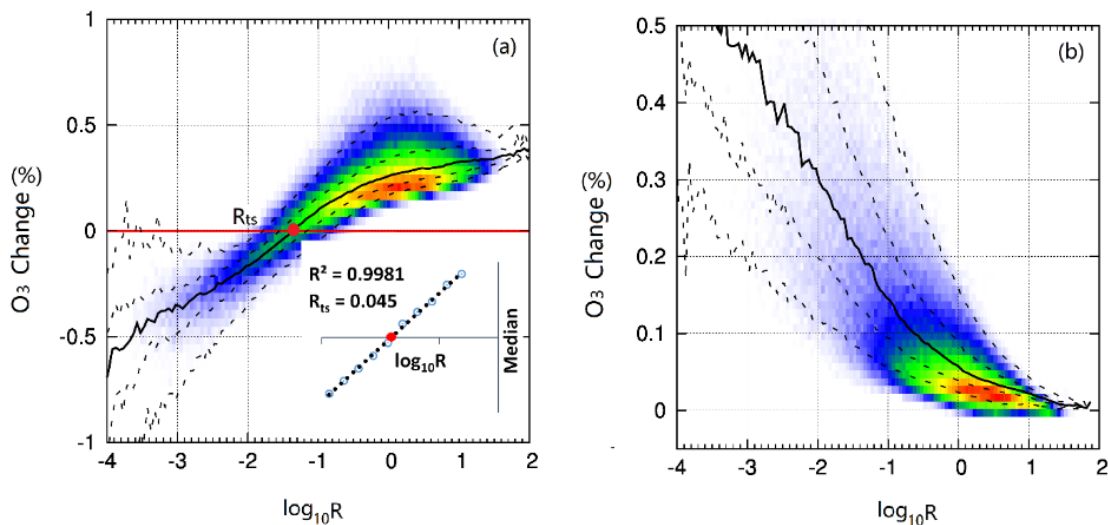 (a)
1
0.5
0
-0.5
-1
O₃ Change (%)
Rts
R² = 0.9981
Rts = 0.045
log₁₀R
Median
-4 -3 -2 -1 0 1 2
log₁₀R
(b)
0.5
0.4
0.3
0.2
0.1
0
-
O₃ Change (%)
-4 -3 -2 -1 0 1 2
log₁₀R